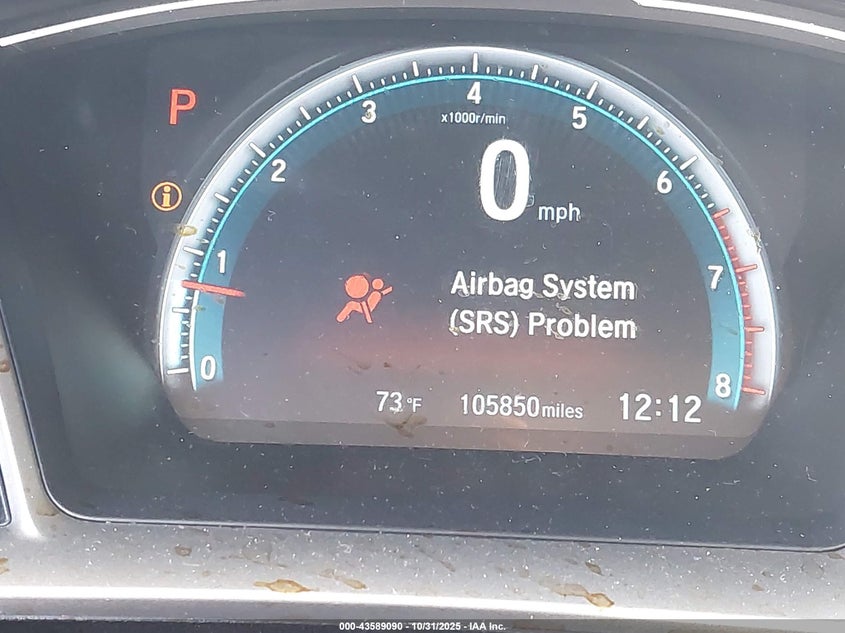 P
4
3
5
x1000r/min
2
6
0 mph
i
1
7
Airbag System
(SRS) Problem
0
8
73°F 105850miles 12:12
000-43589090 - 10/31/2025 - IAA Inc.